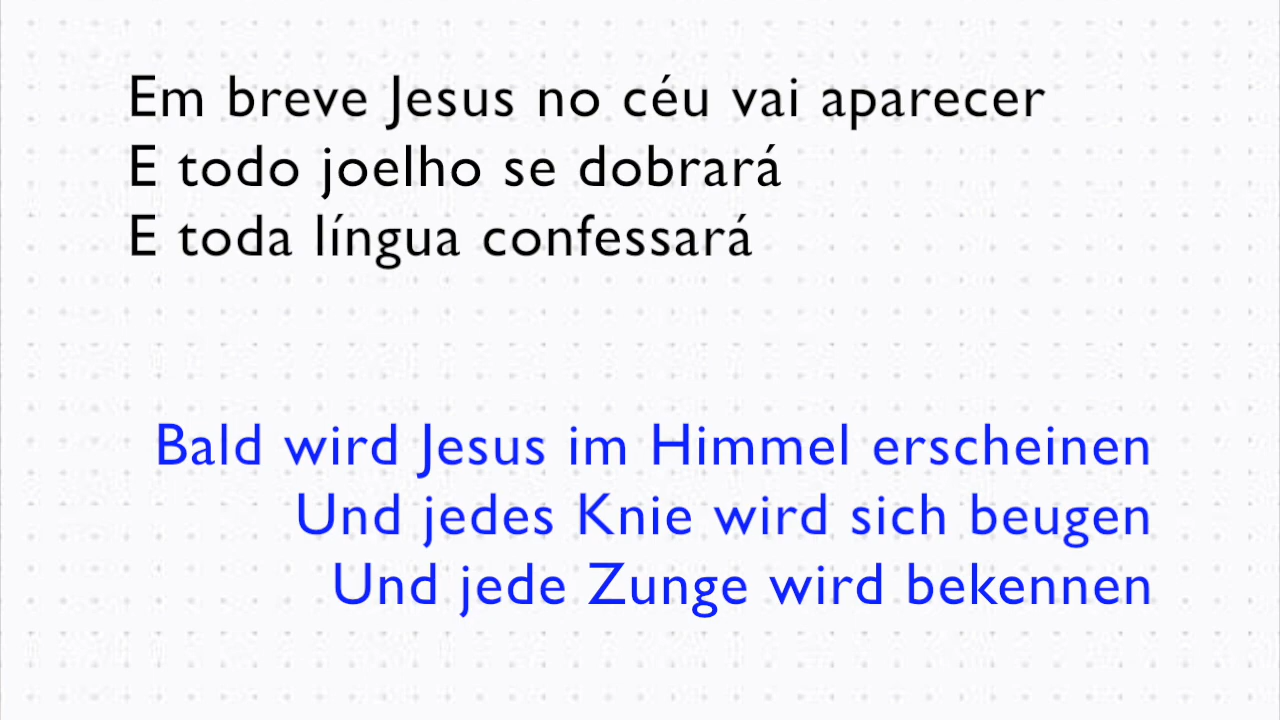 Em breve Jesus no céu vai aparecer
E todo joelho se dobrará
E toda língua confessará
Bald wird Jesus im Himmel erscheinen
Und jedes Knie wird sich beugen
Und jede Zunge wird bekennen